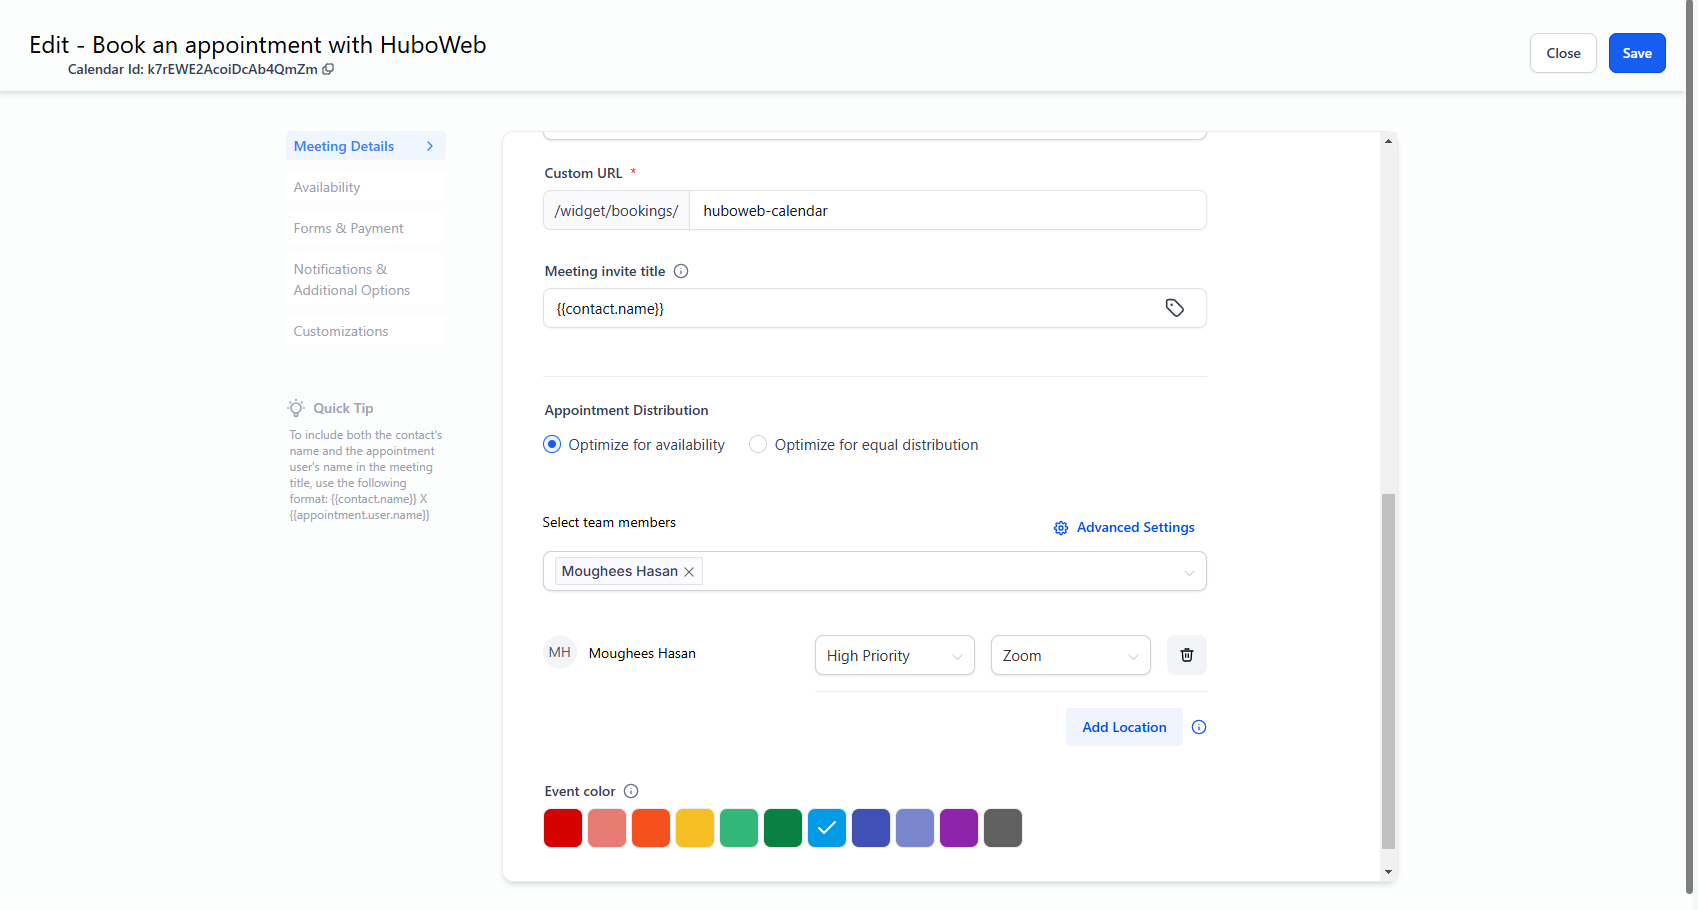 Edit - Book an appointment with HuboWeb
Calendar Id: k7rEWE2AcoiDcAb4QmZm
Close
Save
Meeting Details
Availability
Forms & Payment
Notifications &
Additional Options
Customizations
Quick Tip
To include both the contact's
name and the appointment
user's name in the meeting
title, use the following
format: {{contact.name}} X
{{appointment.user.name}}
Custom URL *
/widget/bookings/ huboweb-calendar
Meeting invite title
{{contact.name}}
Appointment Distribution
Optimize for availability Optimize for equal distribution
Select team members
Advanced Settings
Moughees Hasan
MH Moughees Hasan High Priority Zoom
Add Location
Event color